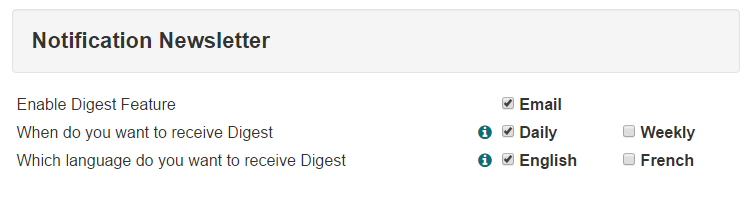 Notification Newsletter
Enable Digest Feature Email
When do you want to receive Digest Daily Weekly
Which language do you want to receive Digest English French